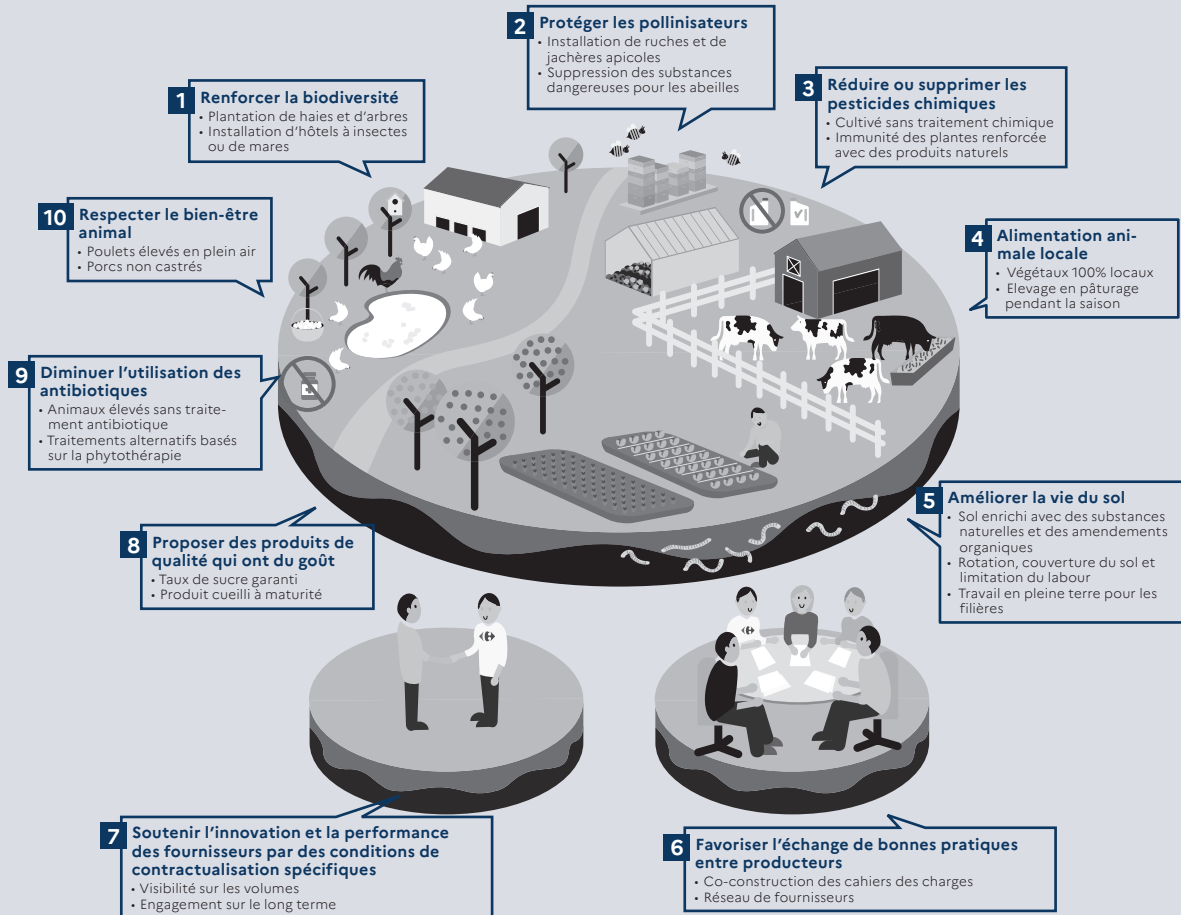 1 Renforcer la biodiversité
• Plantation de haies et d'arbres
• Installation d'hôtels à insectes
ou de mares
2 Protéger les pollinisateurs
• Installation de ruches et de
jachères apicoles
• Suppression des substances
dangereuses pour les abeilles
3 Réduire ou supprimer les
pesticides chimiques
• Cultivé sans traitement chimique
• Immunité des plantes renforcée
avec des produits naturels
4 Alimentation ani-
male locale
• Végétaux 100% locaux
• Elevage en pâturage
pendant la saison
5 Améliorer la vie du sol
• Sol enrichi avec des substances
naturelles et des amendements
organiques
• Rotation, couverture du sol et
limitation du labour
• Travail en pleine terre pour les
filières
6 Favoriser l'échange de bonnes pratiques
entre producteurs
• Co-construction des cahiers des charges
• Réseau de fournisseurs
7 Soutenir l'innovation et la performance
des fournisseurs par des conditions de
contractualisation spécifiques
• Visibilité sur les volumes
• Engagement sur le long terme
8 Proposer des produits de
qualité qui ont du goût
• Taux de sucre garanti
• Produit cueilli à maturité
9 Diminuer l'utilisation des
antibiotiques
• Animaux élevés sans traite-
ment antibiotique
• Traitements alternatifs basés
sur la phytothérapie
10 Respecter le bien-être
animal
• Poulets élevés en plein air
• Porcs non castrés